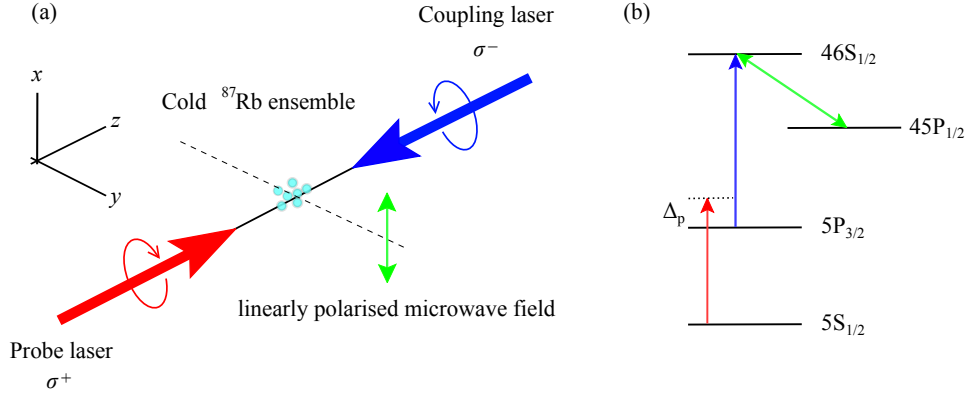 (a)
Coupling laser
σ⁻
x
z
y
Cold ⁸⁷Rb ensemble
linearly polarised microwave field
Probe laser
σ⁺
(b)
46S₁/₂
45P₁/₂
Δₚ
5P₃/₂
5S₁/₂